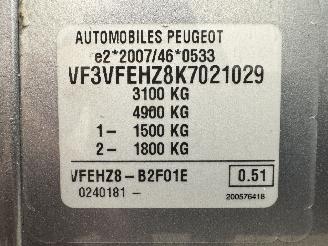 AUTOMOBILES PEUGEOT
e2*2007/46*0533
VF3VFEHZ8K7021029
3100 KG
4900 KG
1- 1500 KG
2- 1800 KG
VFEHZ8-B2F01E 0.51
0240181 - 200576418